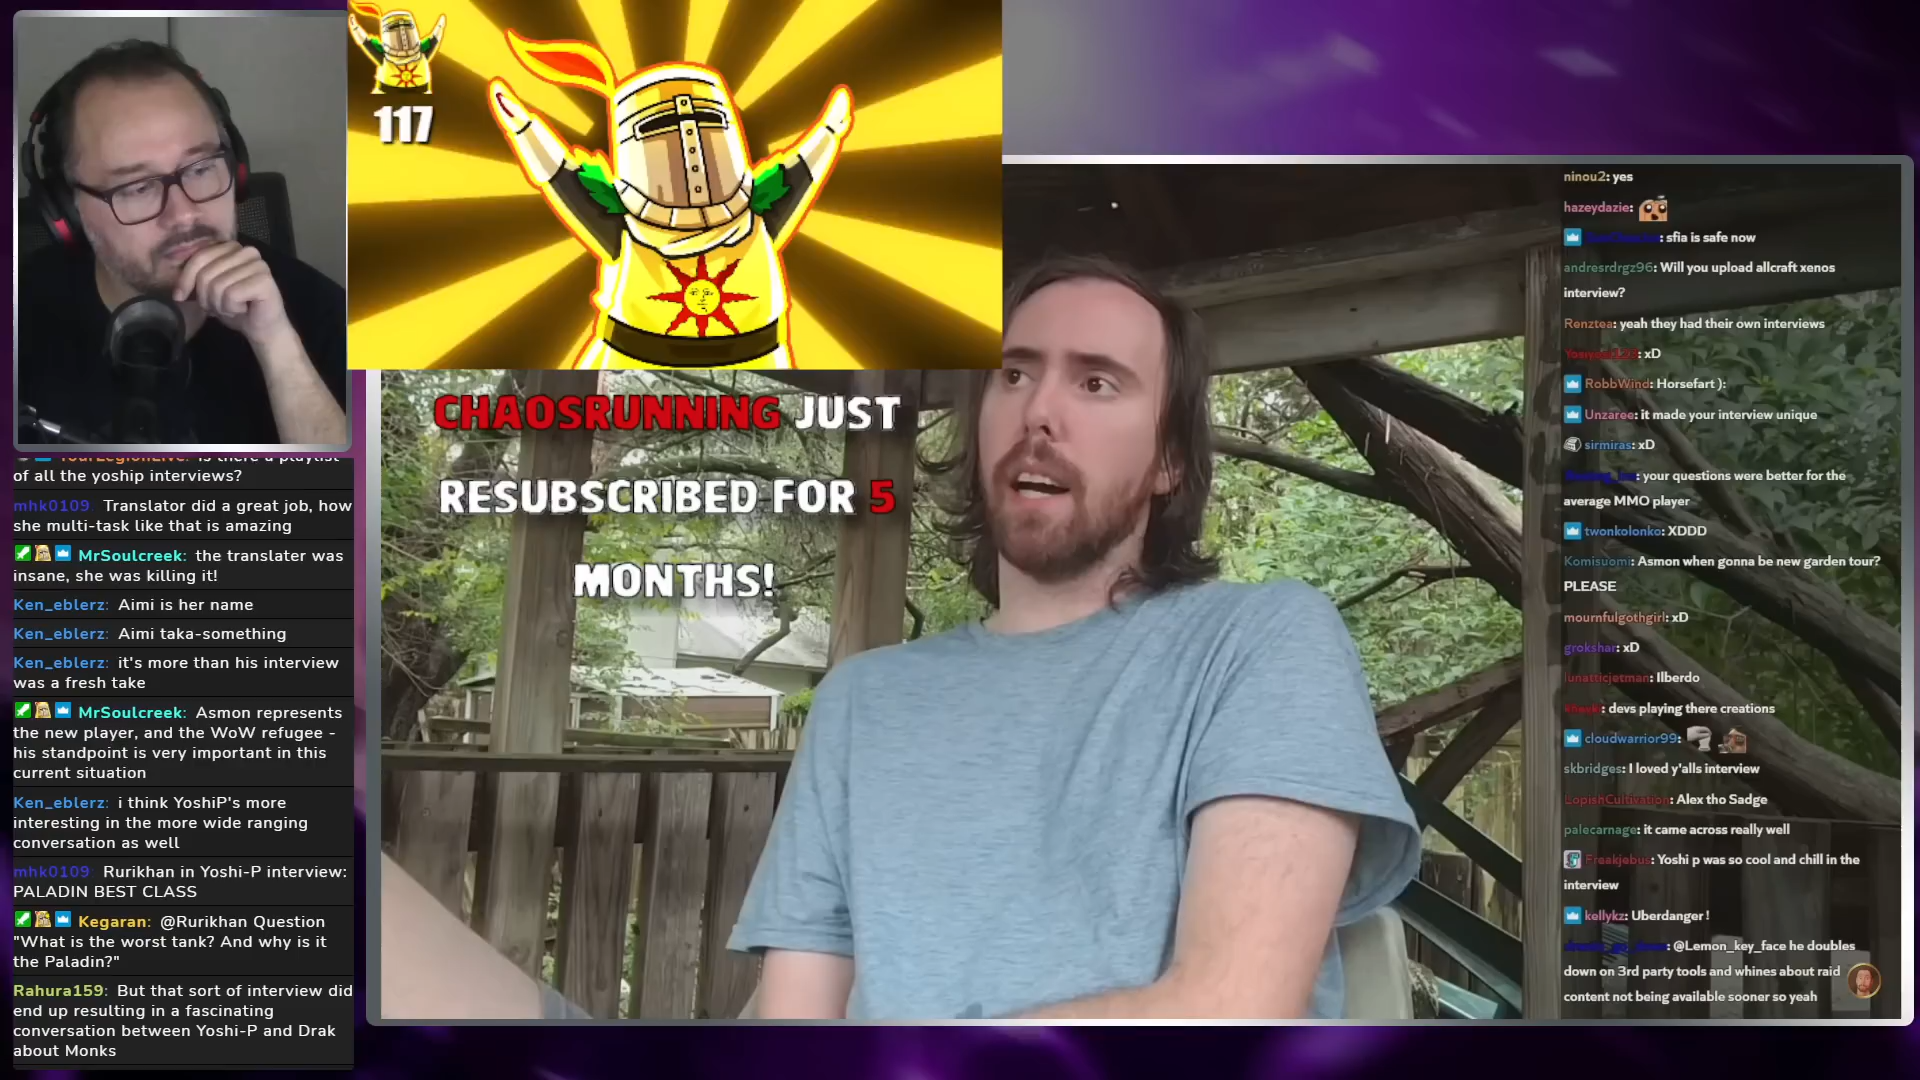 117
CHAOSRUNNING JUST
RESUBSCRIBED FOR 5
MONTHS!
YourLegionLive: Is there a playlist
of all the yoship interviews?
mhk0109: Translator did a great job, how
she multi-task like that is amazing
MrSoulcreek: the translater was
insane, she was killing it!
Ken_eblerz: Aimi is her name
Ken_eblerz: Aimi taka-something
Ken_eblerz: it's more than his interview
was a fresh take
MrSoulcreek: Asmon represents
the new player, and the WoW refugee -
his standpoint is very important in this
current situation
Ken_eblerz: i think YoshiP's more
interesting in the more wide ranging
conversation as well
mhk0109: Rurikhan in Yoshi-P interview:
PALADIN BEST CLASS
Kegaran: @Rurikhan Question
"What is the worst tank? And why is it
the Paladin?"
Rahura159: But that sort of interview did
end up resulting in a fascinating
conversation between Yoshi-P and Drak
about Monks
ninou2: yes
hazeydazie:
: sfia is safe now
andresrdrgz96: Will you upload allcraft xenos
interview?
Renztea: yeah they had their own interviews
: xD
RobbWind: Horsefart ):
Unzaree: it made your interview unique
sirmiras: xD
: your questions were better for the
average MMO player
twonkolonko: XDDD
Komisuomi: Asmon when gonna be new garden tour?
PLEASE
mournfulgothgirl: xD
grokshar: xD
lunatticjetman: Ilberdo
: devs playing there creations
cloudwarrior99:
skbridges: I loved y'alls interview
LopishCultivation: Alex tho Sadge
palecarnage: it came across really well
Freakjebus: Yoshi p was so cool and chill in the
interview
kellykz: Uberdanger !
: @Lemon_key_face he doubles
down on 3rd party tools and whines about raid
content not being available sooner so yeah